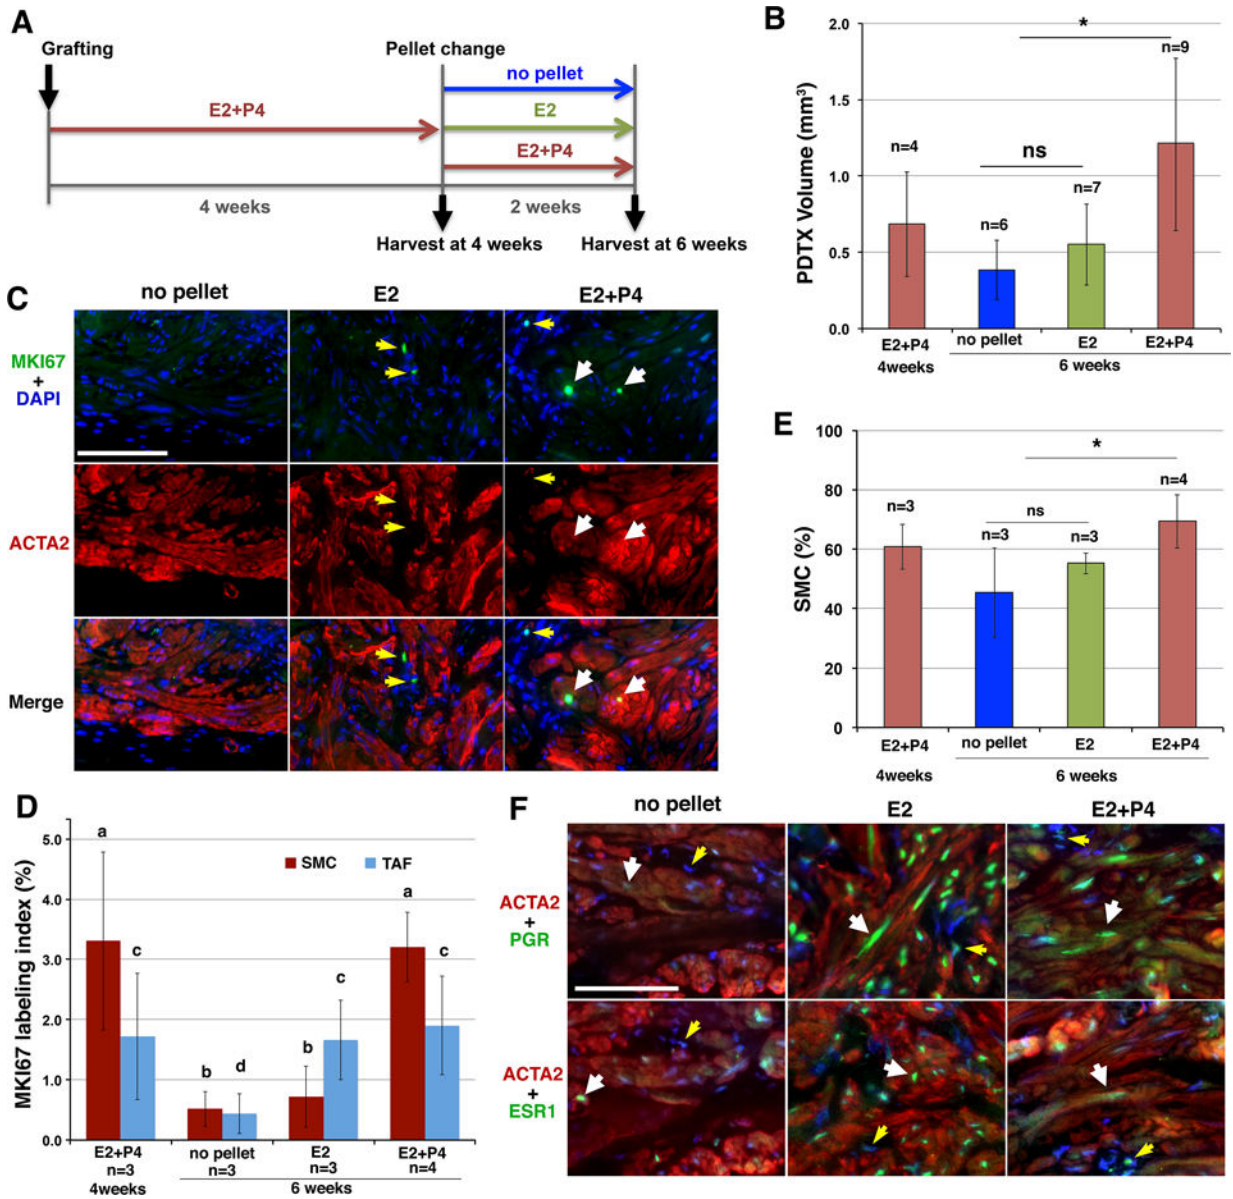 A
Grafting
Pellet change
no pellet
E2+P4
E2
E2+P4
4 weeks
2 weeks
Harvest at 4 weeks
Harvest at 6 weeks
B
PDTX Volume (mm³)
2.0
1.5
1.0
0.5
0.0
*
n=9
n=4
ns
n=7
n=6
E2+P4
no pellet
E2
E2+P4
4weeks
6 weeks
C
no pellet
E2
E2+P4
MKI67
+
DAPI
ACTA2
Merge
E
SMC (%)
100
80
60
40
20
0
*
n=4
n=3
ns
n=3
n=3
E2+P4
no pellet
E2
E2+P4
4weeks
6 weeks
D
MKI67 labeling index (%)
5.0
4.0
3.0
2.0
1.0
0.0
SMC
TAF
a
c
b
d
b
c
a
c
E2+P4
n=3
no pellet
n=3
E2
n=3
E2+P4
n=4
4weeks
6 weeks
F
no pellet
E2
E2+P4
ACTA2
+
PGR
ACTA2
+
ESR1